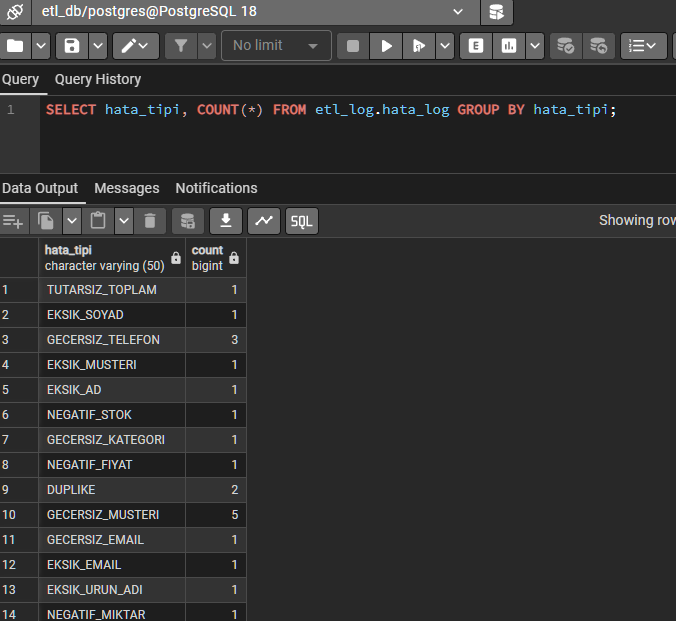 etl_db/postgres@PostgreSQL 18
No limit
E
Query Query History
1 SELECT hata_tipi, COUNT(*) FROM etl_log.hata_log GROUP BY hata_tipi;
Data Output Messages Notifications
SQL Showing row
hata_tipi count
character varying (50) bigint
1 TUTARSIZ_TOPLAM 1
2 EKSIK_SOYAD 1
3 GECERSIZ_TELEFON 3
4 EKSIK_MUSTERI 1
5 EKSIK_AD 1
6 NEGATIF_STOK 1
7 GECERSIZ_KATEGORI 1
8 NEGATIF_FIYAT 1
9 DUPLIKE 2
10 GECERSIZ_MUSTERI 5
11 GECERSIZ_EMAIL 1
12 EKSIK_EMAIL 1
13 EKSIK_URUN_ADI 1
14 NEGATIF_MIKTAR 1